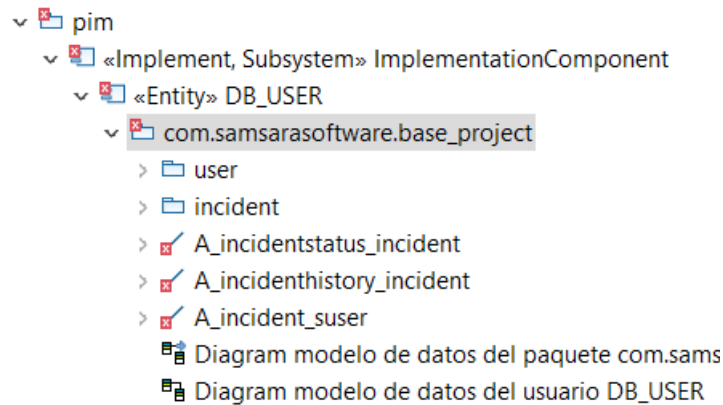 pim
«Implement, Subsystem» ImplementationComponent
«Entity» DB_USER
com.samsarasoftware.base_project
user
incident
A_incidentstatus_incident
A_incidenthistory_incident
A_incident_suser
Diagram modelo de datos del paquete com.sams
Diagram modelo de datos del usuario DB_USER